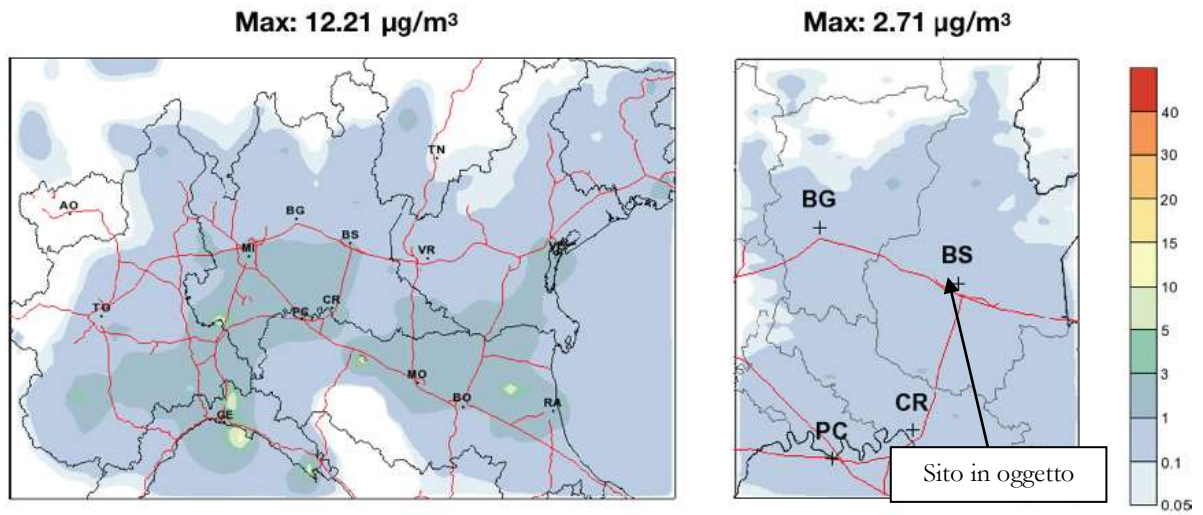 Max: 12.21 µg/m³
Max: 2.71 µg/m³
TN
AO
BG
BS
MI
VR
VE
TO
PC
CR
MO
GE
BO
RA
BG
BS
CR
PC
Sito in oggetto
40
30
20
15
10
5
3
1
0.1
0.05